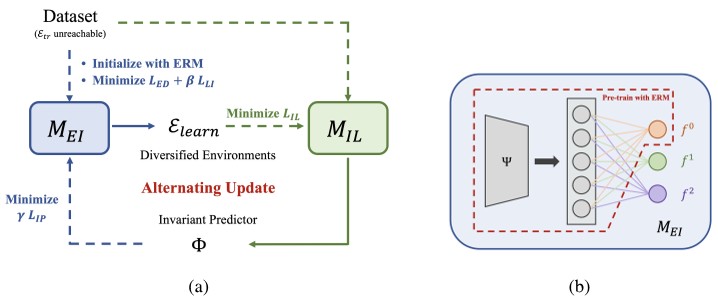 Dataset
(ℰtr unreachable)
• Initialize with ERM
• Minimize LED + β LLI
MEI
ℰlearn
Minimize LIL
MIL
Diversified Environments
Alternating Update
Minimize
γ LIP
Invariant Predictor
Φ
(a)
Pre-train with ERM
Ψ
f0
f1
f2
MEI
(b)